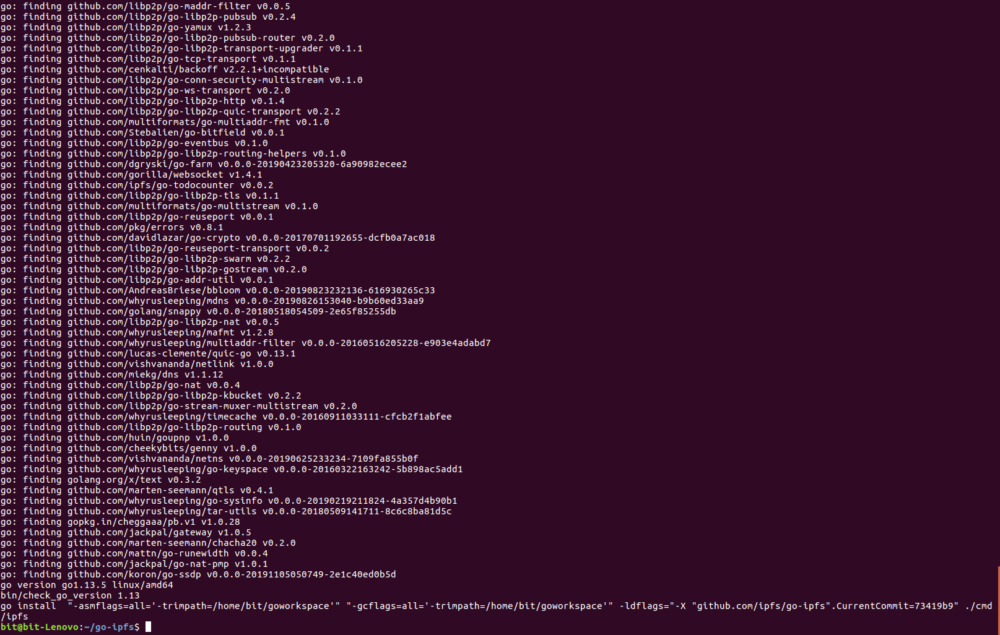 go: finding github.com/libp2p/go-maddr-filter v0.0.5
go: finding github.com/libp2p/go-libp2p-pubsub v0.2.4
go: finding github.com/libp2p/go-yamux v1.2.3
go: finding github.com/libp2p/go-libp2p-pubsub-router v0.2.0
go: finding github.com/libp2p/go-libp2p-transport-upgrader v0.1.1
go: finding github.com/libp2p/go-tcp-transport v0.1.1
go: finding github.com/cenkalti/backoff v2.2.1+incompatible
go: finding github.com/libp2p/go-conn-security-multistream v0.1.0
go: finding github.com/libp2p/go-ws-transport v0.2.0
go: finding github.com/libp2p/go-libp2p-http v0.1.4
go: finding github.com/libp2p/go-libp2p-quic-transport v0.2.2
go: finding github.com/multiformats/go-multiaddr-fmt v0.1.0
go: finding github.com/Stebalien/go-bitfield v0.0.1
go: finding github.com/libp2p/go-eventbus v0.1.0
go: finding github.com/libp2p/go-libp2p-routing-helpers v0.1.0
go: finding github.com/dgryski/go-farm v0.0.0-20190423205320-6a90982ecee2
go: finding github.com/gorilla/websocket v1.4.1
go: finding github.com/ipfs/go-todocounter v0.0.2
go: finding github.com/libp2p/go-libp2p-tls v0.1.1
go: finding github.com/multiformats/go-multistream v0.1.0
go: finding github.com/libp2p/go-reuseport v0.0.1
go: finding github.com/pkg/errors v0.8.1
go: finding github.com/davidlazar/go-crypto v0.0.0-20170701192655-dcfb0a7ac018
go: finding github.com/libp2p/go-reuseport-transport v0.0.2
go: finding github.com/libp2p/go-libp2p-swarm v0.2.2
go: finding github.com/libp2p/go-libp2p-gostream v0.2.0
go: finding github.com/libp2p/go-addr-util v0.0.1
go: finding github.com/AndreasBriese/bbloom v0.0.0-20190823232136-616930265c33
go: finding github.com/whyrusleeping/mdns v0.0.0-20190826153040-b9b60ed33aa9
go: finding github.com/golang/snappy v0.0.0-20180518054509-2e65f85255db
go: finding github.com/libp2p/go-libp2p-nat v0.0.5
go: finding github.com/whyrusleeping/mafmt v1.2.8
go: finding github.com/whyrusleeping/multiaddr-filter v0.0.0-20160516205228-e903e4adabd7
go: finding github.com/lucas-clemente/quic-go v0.13.1
go: finding github.com/vishvananda/netlink v1.0.0
go: finding github.com/miekg/dns v1.1.12
go: finding github.com/libp2p/go-nat v0.0.4
go: finding github.com/libp2p/go-libp2p-kbucket v0.2.2
go: finding github.com/libp2p/go-stream-muxer-multistream v0.2.0
go: finding github.com/whyrusleeping/timecache v0.0.0-20160911033111-cfcb2f1abfee
go: finding github.com/libp2p/go-libp2p-routing v0.1.0
go: finding github.com/huin/goupnp v1.0.0
go: finding github.com/cheekybits/genny v1.0.0
go: finding github.com/vishvananda/netns v0.0.0-20190625233234-7109fa855b0f
go: finding github.com/whyrusleeping/go-keyspace v0.0.0-20160322163242-5b898ac5add1
go: finding golang.org/x/text v0.3.2
go: finding github.com/marten-seemann/qtls v0.4.1
go: finding github.com/whyrusleeping/go-sysinfo v0.0.0-20190219211824-4a357d4b90b1
go: finding github.com/whyrusleeping/tar-utils v0.0.0-20180509141711-8c6c8ba81d5c
go: finding gopkg.in/cheggaaa/pb.v1 v1.0.28
go: finding github.com/jackpal/gateway v1.0.5
go: finding github.com/marten-seemann/chacha20 v0.2.0
go: finding github.com/mattn/go-runewidth v0.0.4
go: finding github.com/jackpal/go-nat-pmp v1.0.1
go: finding github.com/koron/go-ssdp v0.0.0-20191105050749-2e1c40ed0b5d
go version go1.13.5 linux/amd64
bin/check_go_version 1.13
go install  "-asmflags=all='-trimpath=/home/bit/goworkspace'" "-gcflags=all='-trimpath=/home/bit/goworkspace'" -ldflags="-X "github.com/ipfs/go-ipfs".CurrentCommit=73419b9" ./cmd
/ipfs
bit@bit-Lenovo:~/go-ipfs$